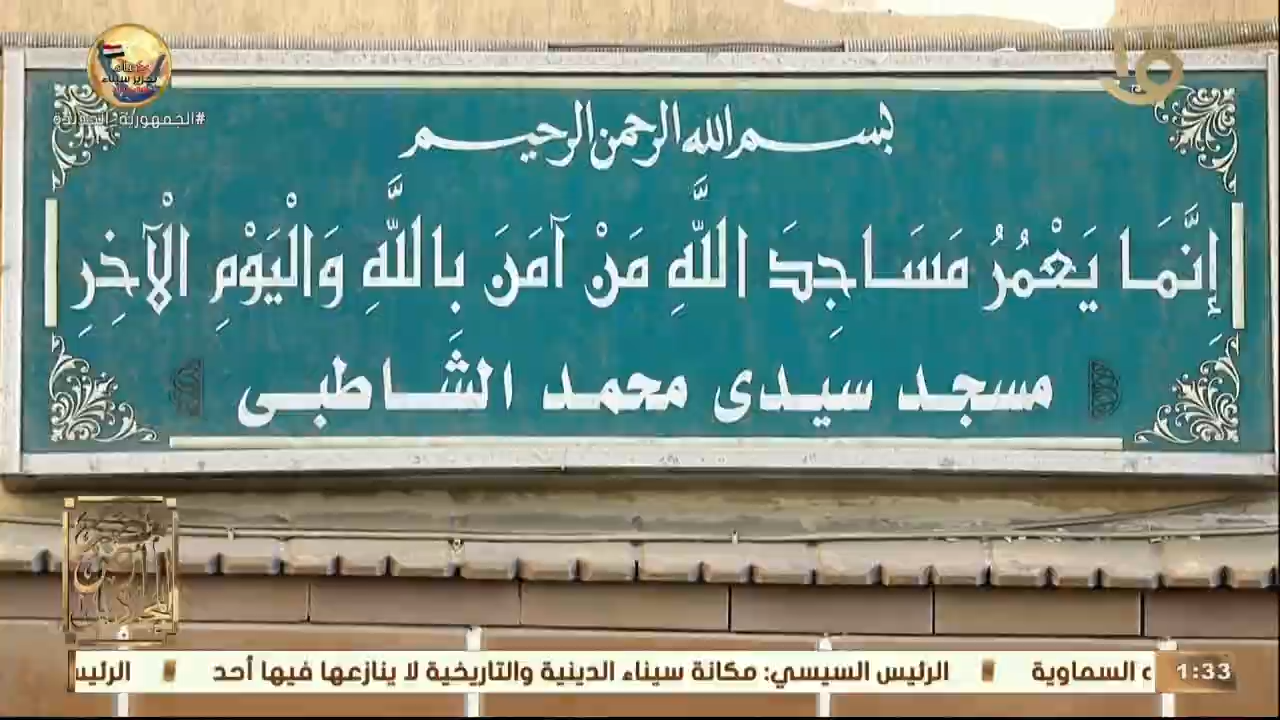 #الجمهورية_الجديدة
بسم الله الرحمن الرحيم
إِنَّمَا يَعْمُرُ مَسَاجِدَ اللَّهِ مَنْ آمَنَ بِاللَّهِ وَالْيَوْمِ الْآخِرِ
مسجد سيدى محمد الشاطبى
السماوية ▪ الرئيس السيسي: مكانة سيناء الدينية والتاريخية لا ينازعها فيها أحد ▪
1:33